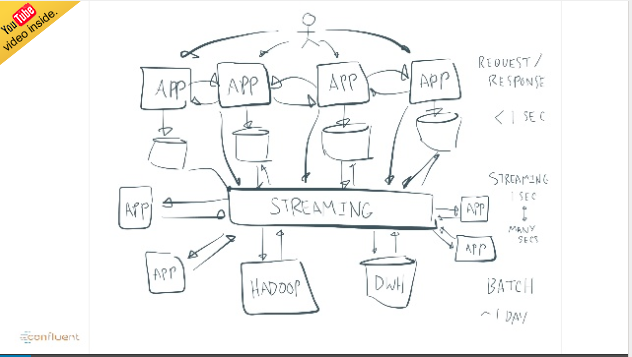 YouTube
video inside.
APP
APP
APP
APP
REQUEST/
RESPONSE
< 1 SEC
STREAMING
1 SEC
MANY
SECS
APP
STREAMING
APP
APP
APP
HADOOP
DWH
BATCH
~ 1 DAY
confluent